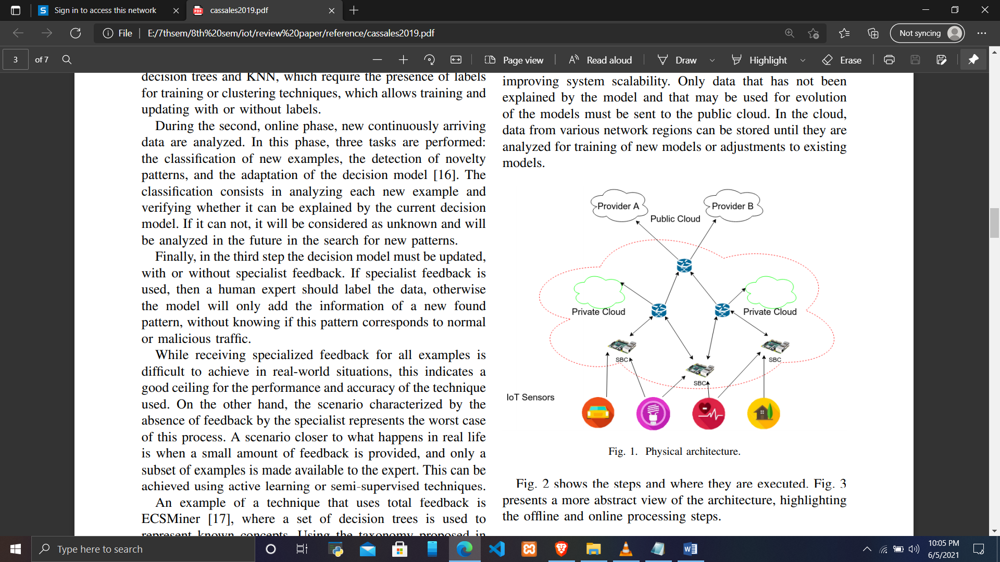 Sign in to access this network
cassales2019.pdf
File
E:/7thsem/8th%20sem/iot/review%20paper/reference/cassales2019.pdf
Not syncing
3
of 7
Page view
Read aloud
Draw
Highlight
Erase
decision trees and KNN, which require the presence of labels
for training or clustering techniques, which allows training and
updating with or without labels.
During the second, online phase, new continuously arriving
data are analyzed. In this phase, three tasks are performed:
the classification of new examples, the detection of novelty
patterns, and the adaptation of the decision model [16]. The
classification consists in analyzing each new example and
verifying whether it can be explained by the current decision
model. If it can not, it will be considered as unknown and will
be analyzed in the future in the search for new patterns.
Finally, in the third step the decision model must be updated,
with or without specialist feedback. If specialist feedback is
used, then a human expert should label the data, otherwise
the model will only add the information of a new found
pattern, without knowing if this pattern corresponds to normal
or malicious traffic.
While receiving specialized feedback for all examples is
difficult to achieve in real-world situations, this indicates a
good ceiling for the performance and accuracy of the technique
used. On the other hand, the scenario characterized by the
absence of feedback by the specialist represents the worst case
of this process. A scenario closer to what happens in real life
is when a small amount of feedback is provided, and only a
subset of examples is made available to the expert. This can be
achieved using active learning or semi-supervised techniques.
An example of a technique that uses total feedback is
ECSMiner [17], where a set of decision trees is used to
represent known concepts. Using the taxonomy proposed in
improving system scalability. Only data that has not been
explained by the model and that may be used for evolution
of the models must be sent to the public cloud. In the cloud,
data from various network regions can be stored until they are
analyzed for training of new models or adjustments to existing
models.
Provider A
Provider B
Public Cloud
Private Cloud
Private Cloud
SBC
SBC
SBC
IoT Sensors
Fig. 1. Physical architecture.
Fig. 2 shows the steps and where they are executed. Fig. 3
presents a more abstract view of the architecture, highlighting
the offline and online processing steps.
Type here to search
10:05 PM
6/5/2021